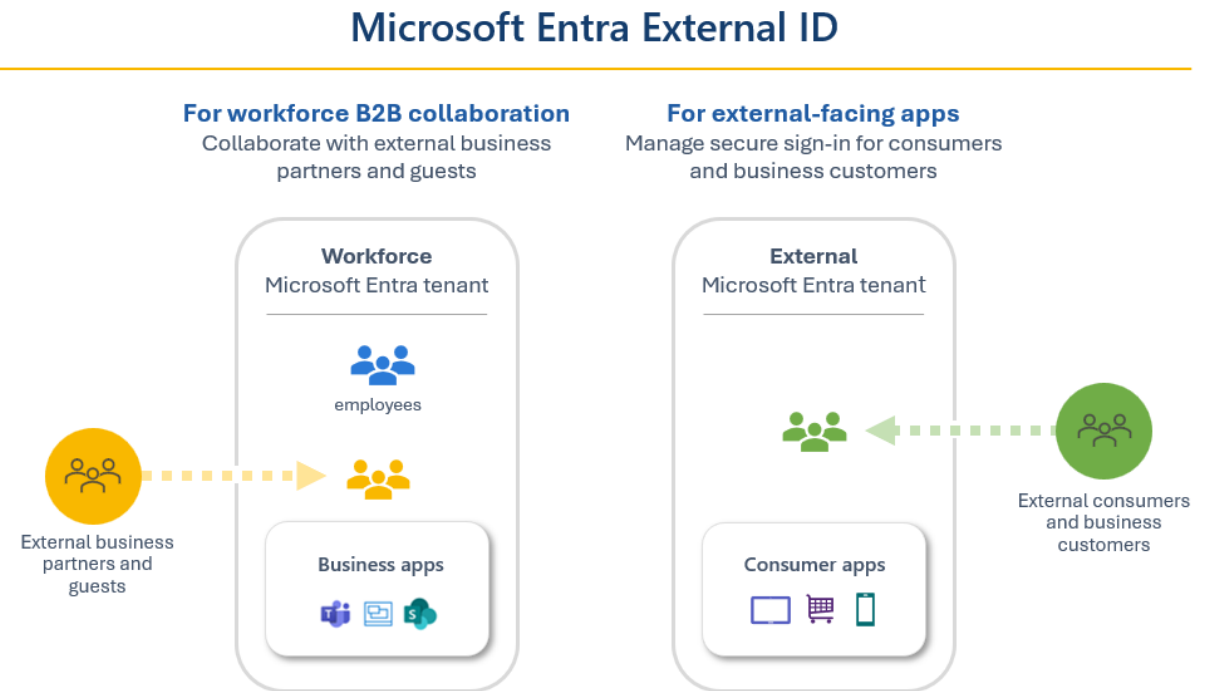 Microsoft Entra External ID
For workforce B2B collaboration
Collaborate with external business
partners and guests
For external-facing apps
Manage secure sign-in for consumers
and business customers
Workforce
Microsoft Entra tenant
employees
External business
partners and
guests
Business apps
T
S
External
Microsoft Entra tenant
External consumers
and business
customers
Consumer apps